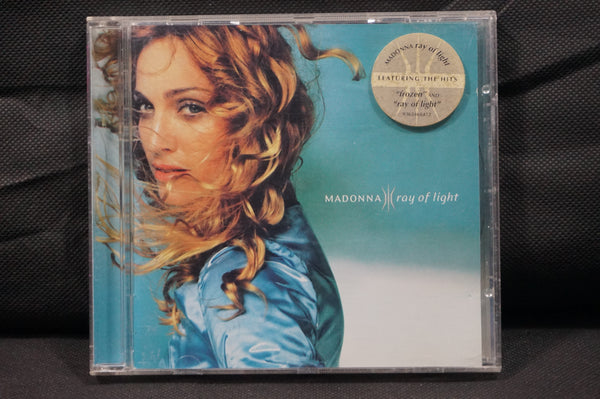 MADONNA ray of light
FEATURING THE HITS
"frozen" AND
"ray of light"
MADONNA ray of light